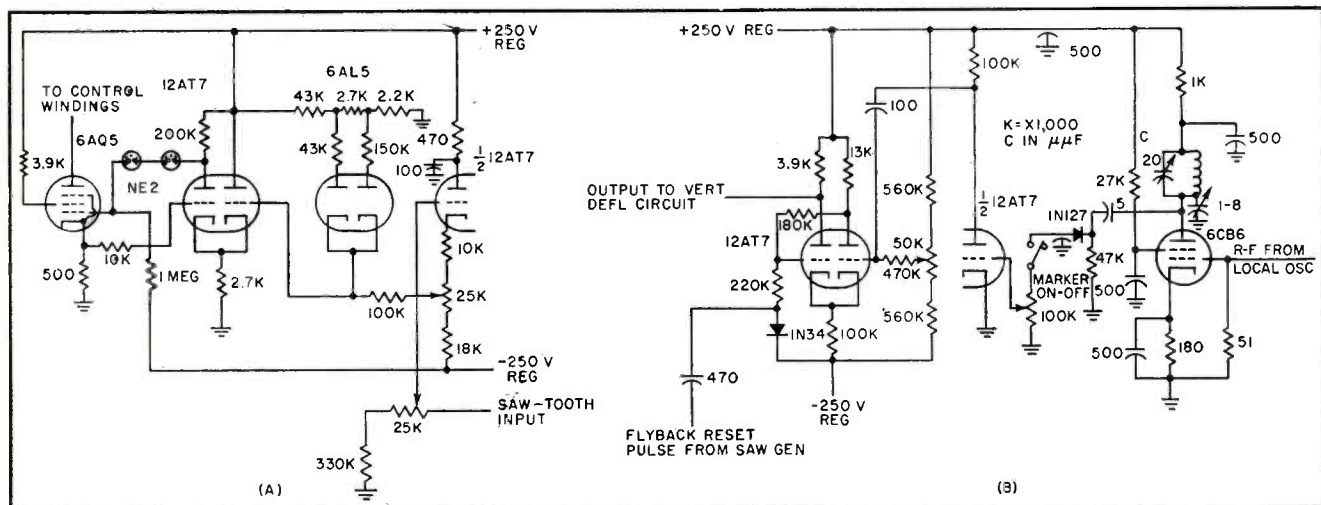 +250 V
REG
TO CONTROL
WINDINGS
12AT7
6AL5
43K
2.7K
2.2K
6AQ5
200K
43K
150K
470
3.9K
NE2
100
½ 12AT7
10K
10K
500
1 MEG
2.7K
100K
25K
18K
-250 V
REG
SAW-TOOTH
INPUT
25K
330K
(A)
+250 V REG
500
100K
1K
100
K= X1,000
C IN µµF
500
C
20
3.9K
13K
27K
560K
OUTPUT TO VERT
DEFL CIRCUIT
½ 12AT7
1-8
5
1N127
180K
6CB6
12AT7
50K
R-F FROM
LOCAL OSC
470K
47K
MARKER
ON-OFF
500
220K
100K
560K
1N34
100K
500
180
51
470
-250 V
REG
FLYBACK RESET
PULSE FROM SAW GEN
(B)